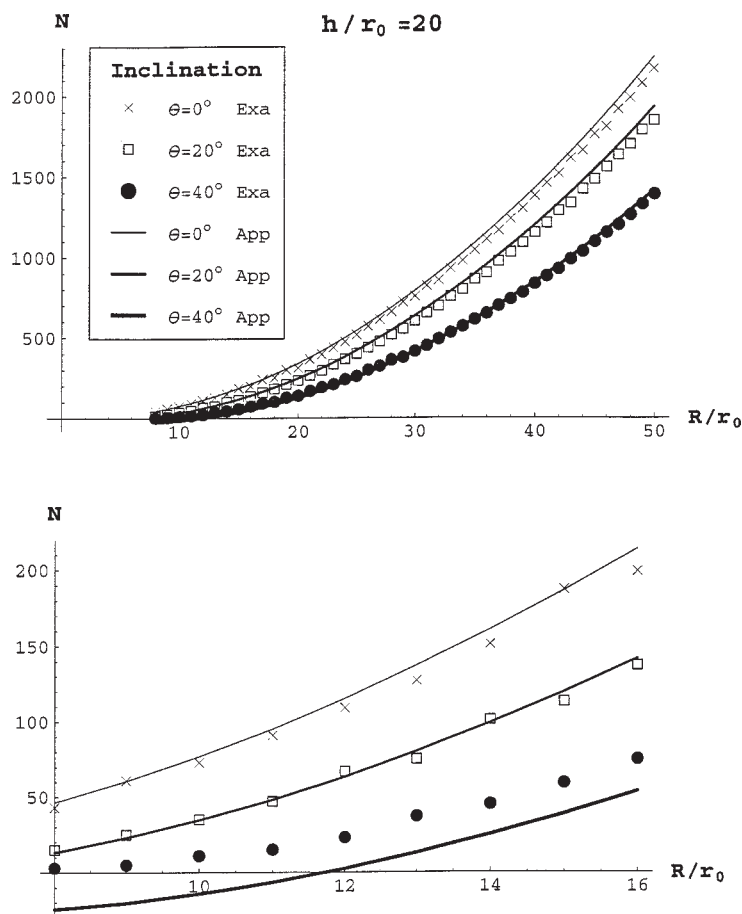 N
h/r₀ =20
Inclination
× θ=0° Exa
□ θ=20° Exa
● θ=40° Exa
θ=0° App
θ=20° App
θ=40° App
2000
1500
1000
500
10 20 30 40 50
R/r₀
N
200
150
100
50
10 12 14 16
R/r₀